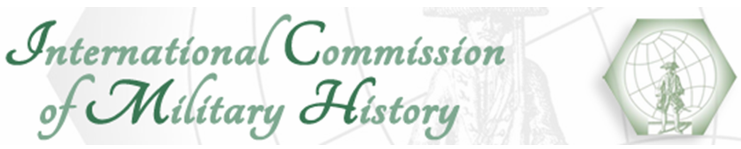 International Commission
of Military History